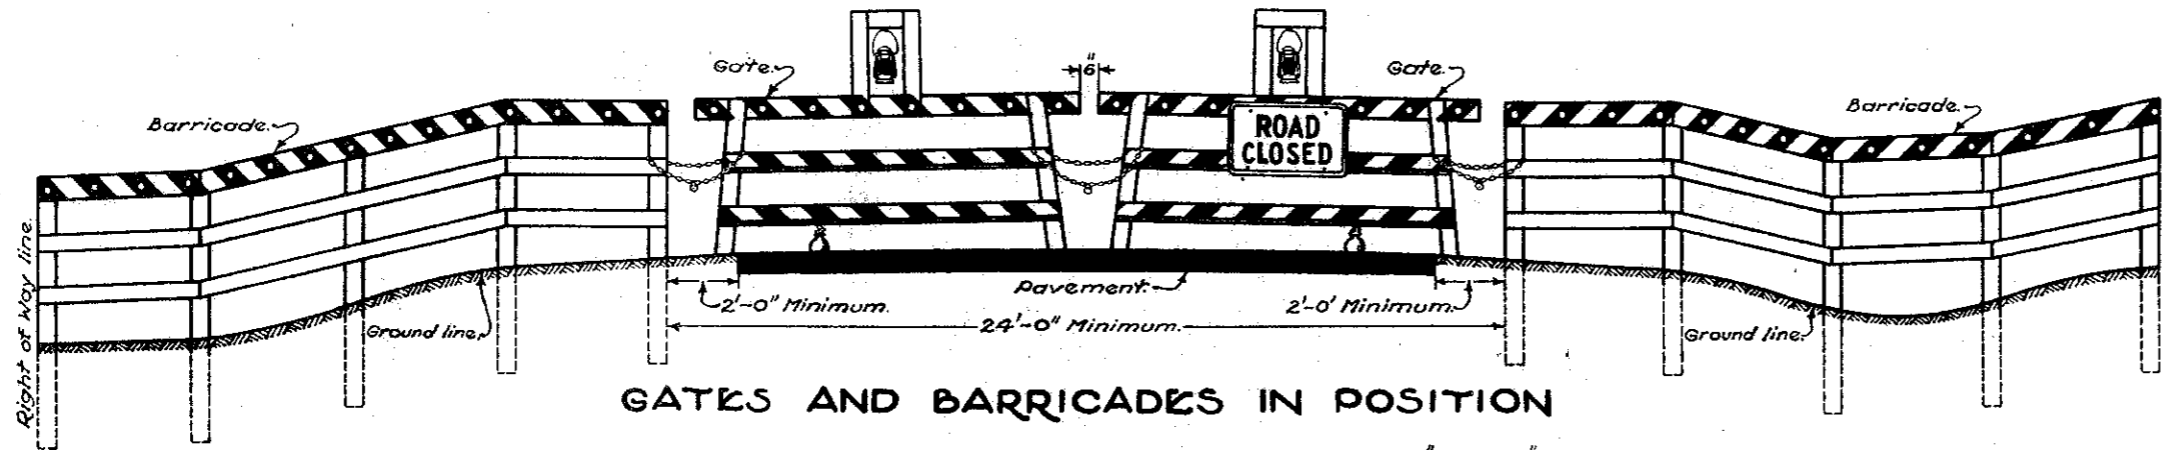 Gate.
6"
Gate.
Barricade.
Barricade.
ROAD
CLOSED
Right of Way line.
Pavement.
2'-0" Minimum.
2'-0' Minimum.
24'-0" Minimum.
Ground line.
Ground line.
GATES AND BARRICADES IN POSITION